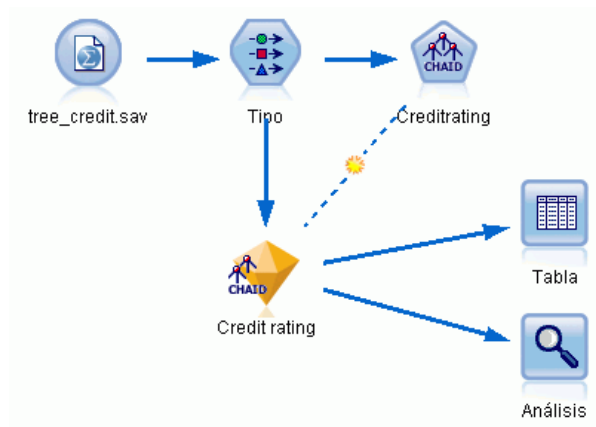 CHAID
tree_credit.sav
Tipo
Creditrating
CHAID
Credit rating
Tabla
Análisis